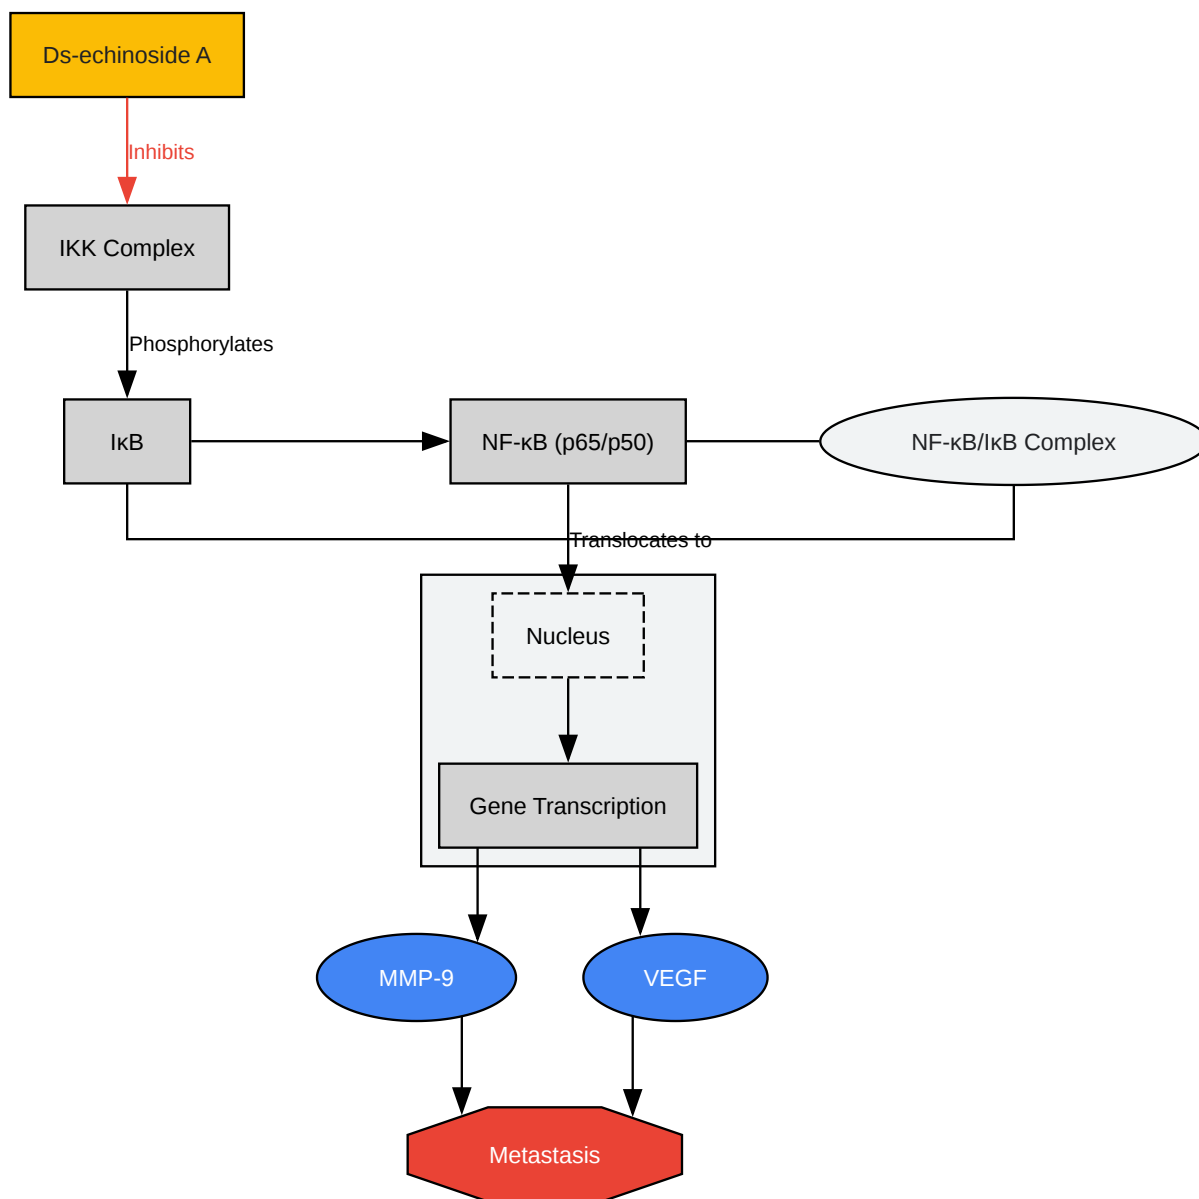 Ds-echinoside A
Inhibits
IKK Complex
Phosphorylates
IκB
NF-κB (p65/p50)
NF-κB/IκB Complex
Translocates to
Nucleus
Gene Transcription
MMP-9
VEGF
Metastasis